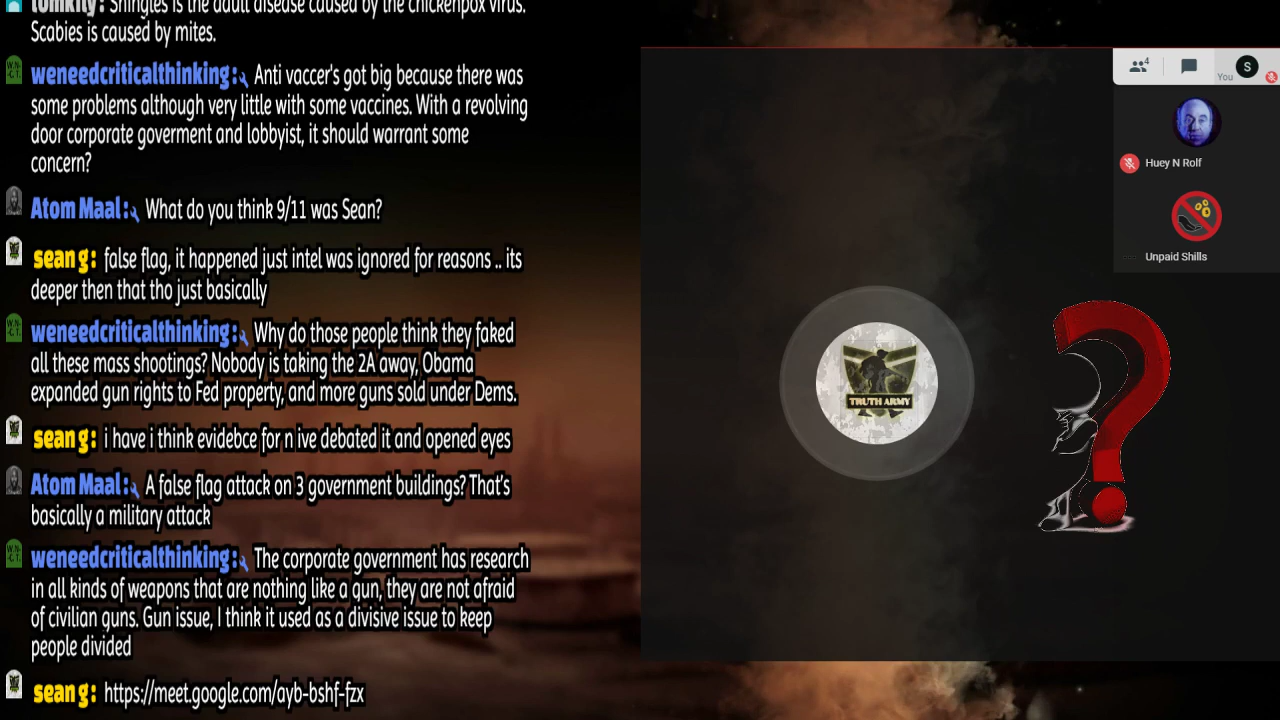 tomkity: Shingles is the adult disease caused by the chickenpox virus.
Scabies is caused by mites.
weneedcriticalthinking: Anti vaccer's got big because there was
some problems although very little with some vaccines. With a revolving
door corporate goverment and lobbyist, it should warrant some
concern?
Atom Maal: What do you think 9/11 was Sean?
sean g: false flag, it happened just intel was ignored for reasons .. its
deeper then that tho just basically
weneedcriticalthinking: Why do those people think they faked
all these mass shootings? Nobody is taking the 2A away, Obama
expanded gun rights to Fed property, and more guns sold under Dems.
sean g: i have i think evidebce for n ive debated it and opened eyes
Atom Maal: A false flag attack on 3 government buildings? That's
basically a military attack
weneedcriticalthinking: The corporate government has research
in all kinds of weapons that are nothing like a gun, they are not afraid
of civilian guns. Gun issue, I think it used as a divisive issue to keep
people divided
sean g: https://meet.google.com/ayb-bshf-fzx
4
You
S
Huey N Rolf
Unpaid Shills
TRUTH ARMY
?